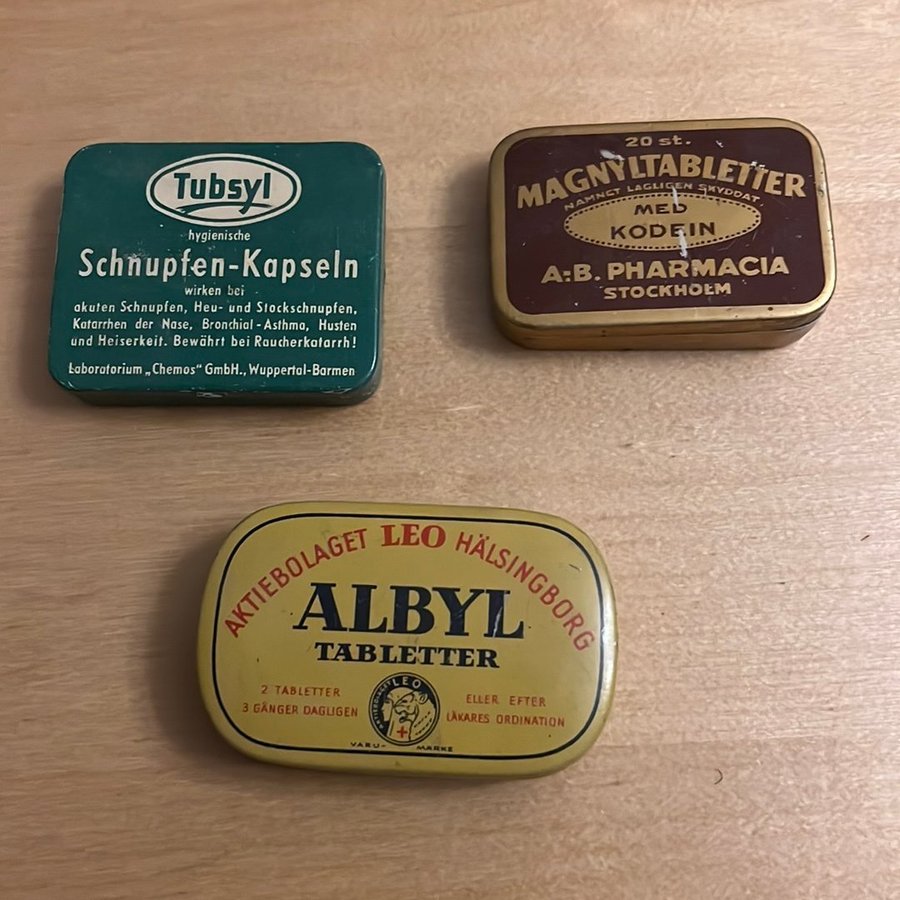 Tubsyl
hygienische
Schnupfen-Kapseln
wirken bei
akuten Schnupfen, Heu- und Stockschnupfen,
Katarrhen der Nase, Bronchial-Asthma, Husten
und Heiserkeit. Bewährt bei Raucherkatarrh!
Laboratorium „Chemos" GmbH., Wuppertal-Barmen
20 st.
MAGNYLTABLETTER
NAMNET LAGLIGEN SKYDDAT.
MED
KODEIN
A.-B. PHARMACIA
STOCKHOLM
AKTIEBOLAGET LEO HÄLSINGBORG
ALBYL
TABLETTER
2 TABLETTER
3 GÅNGER DAGLIGEN
ELLER EFTER
LÄKARES ORDINATION
AKTIEBOLAGET LEO
VARU- MÄRKE